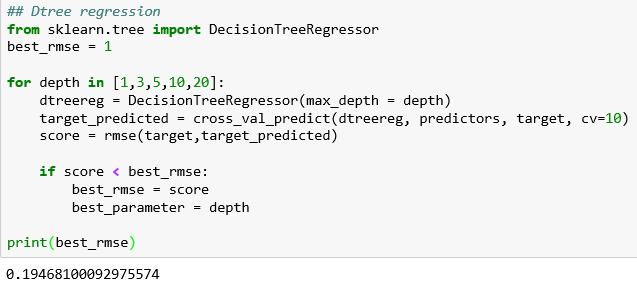 ## Dtree regression
from sklearn.tree import DecisionTreeRegressor
best_rmse = 1
for depth in [1,3,5,10,20]:
    dtreereg = DecisionTreeRegressor(max_depth = depth)
    target_predicted = cross_val_predict(dtreereg, predictors, target, cv=10)
    score = rmse(target,target_predicted)
    if score < best_rmse:
        best_rmse = score
        best_parameter = depth
print(best_rmse)
0.19468100092975574